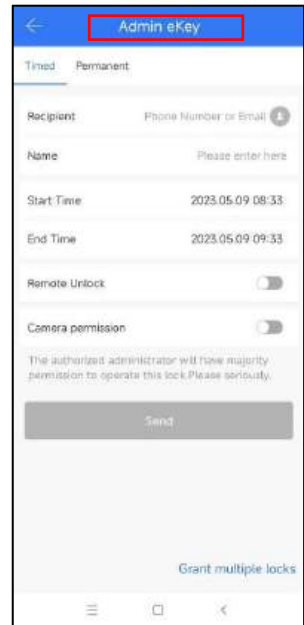 Admin eKey
Timed Permanent
Recipient Phone Number or Email
Name Please enter here
Start Time 2023.05.09 08:33
End Time 2023.05.09 09:33
Remote Unlock
Camera permission
The authorized administrator will have majority
permission to operate this lock.Please seriously.
Send
Grant multiple locks